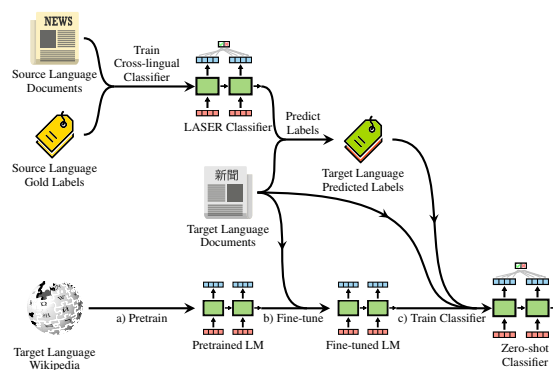 NEWS
Source Language
Documents
Train
Cross-lingual
Classifier
LASER Classifier
Source Language
Gold Labels
Predict
Labels
Target Language
Predicted Labels
新聞
Target Language
Documents
Target Language
Wikipedia
a) Pretrain
Pretrained LM
b) Fine-tune
Fine-tuned LM
c) Train Classifier
Zero-shot
Classifier